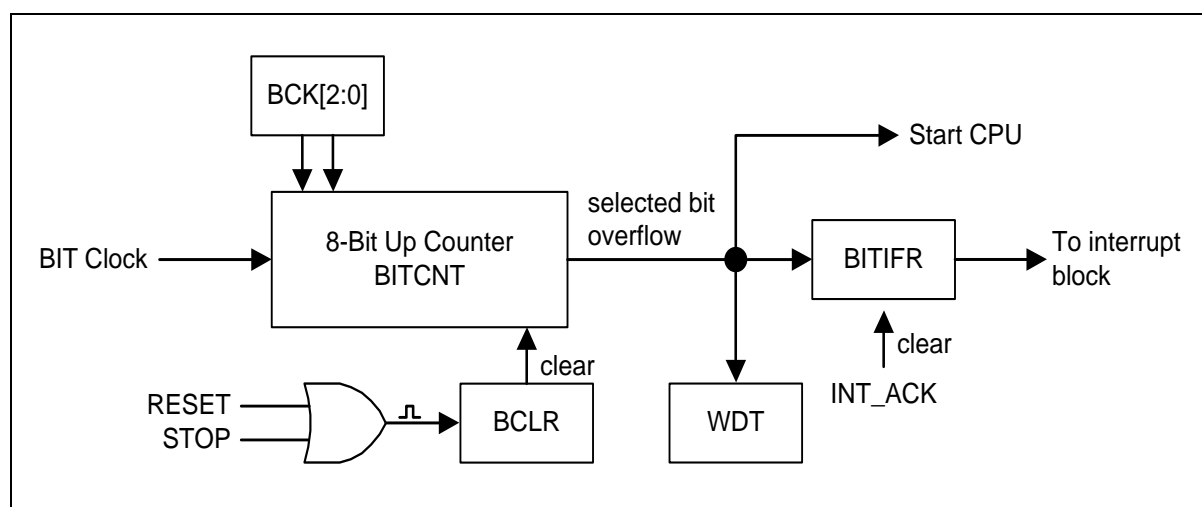 BCK[2:0]
Start CPU
selected bit
overflow
8-Bit Up Counter
BITCNT
BIT Clock
BITIFR
To interrupt
block
clear
clear
INT_ACK
RESET
STOP
BCLR
WDT